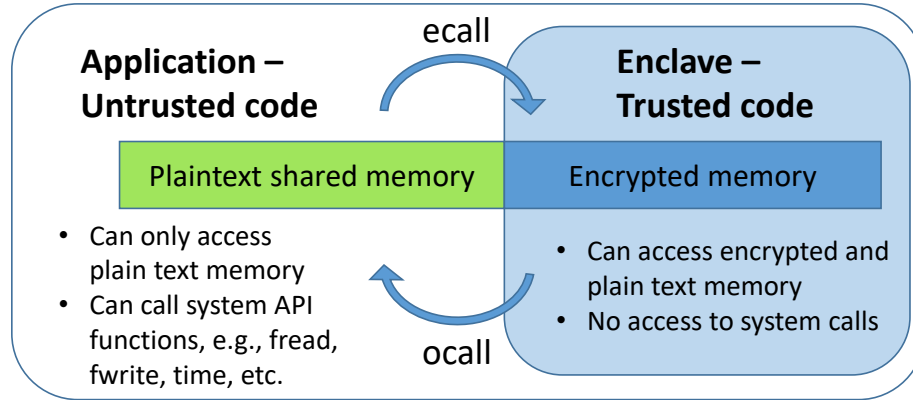 ecall
Application –
Untrusted code
Enclave –
Trusted code
Plaintext shared memory
Encrypted memory
• Can only access
plain text memory
• Can call system API
functions, e.g., fread,
fwrite, time, etc.
• Can access encrypted and
plain text memory
• No access to system calls
ocall